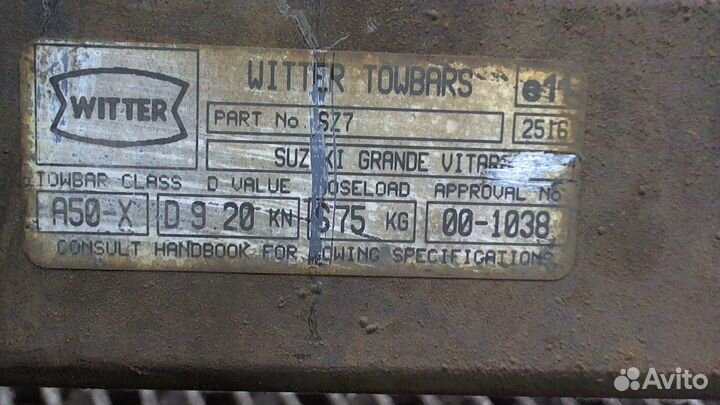 WITTER
WITTER TOWBARS
e11
PART No. SZ7
2516
SUZUKI GRANDE VITARA
TOWBAR CLASS D VALUE NOSELOAD APPROVAL No
A50-X D 9 20 KN S 75 KG 00-1038
CONSULT HANDBOOK FOR TOWING SPECIFICATIONS
Avito